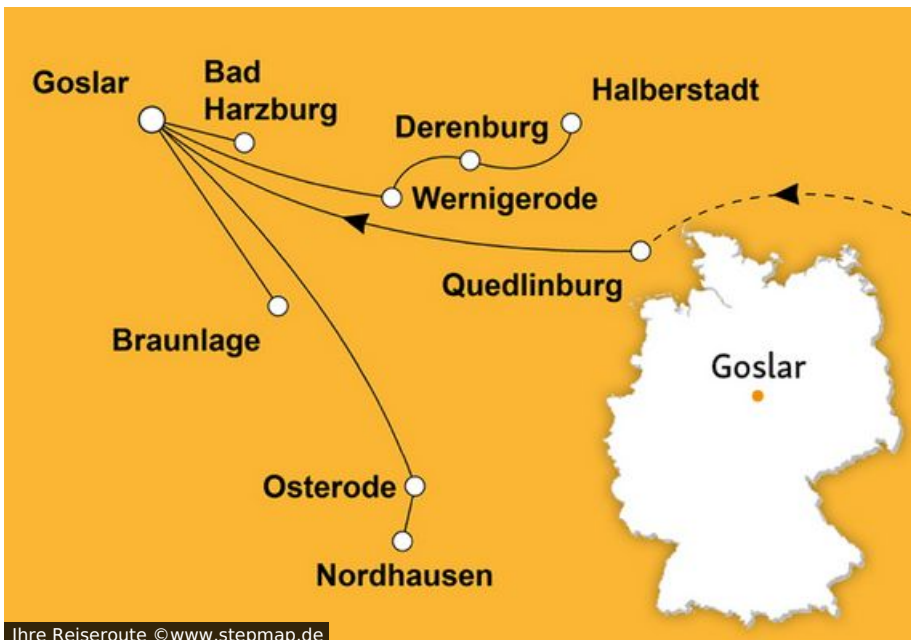 Goslar
Bad
Harzburg
Halberstadt
Derenburg
Wernigerode
Quedlinburg
Braunlage
Goslar
Osterode
Nordhausen
Ihre Reiseroute ©www.stepmap.de